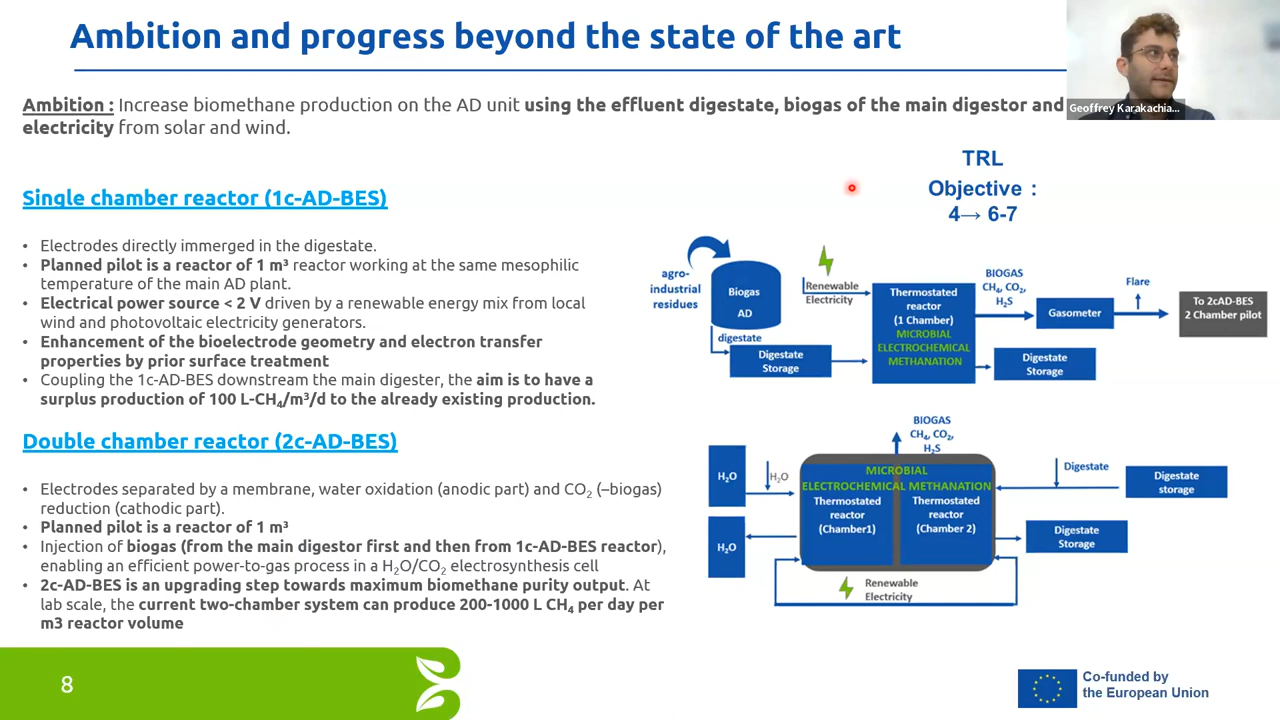 Ambition and progress beyond the state of the art
Geoffrey Karakachia...
Ambition : Increase biomethane production on the AD unit using the effluent digestate, biogas of the main digestor and
electricity from solar and wind.
TRL
Objective :
4→ 6-7
Single chamber reactor (1c-AD-BES)
• Electrodes directly immerged in the digestate.
• Planned pilot is a reactor of 1 m³ reactor working at the same mesophilic
temperature of the main AD plant.
• Electrical power source < 2 V driven by a renewable energy mix from local
wind and photovoltaic electricity generators.
• Enhancement of the bioelectrode geometry and electron transfer
properties by prior surface treatment
• Coupling the 1c-AD-BES downstream the main digester, the aim is to have a
surplus production of 100 L-CH₄/m³/d to the already existing production.
agro-
industrial
residues
Biogas
AD
digestate
Digestate
Storage
Renewable
Electricity
Thermostated
reactor
(1 Chamber)
MICROBIAL
ELECTROCHEMICAL
METHANATION
BIOGAS
CH₄, CO₂,
H₂S
Gasometer
Flare
To 2cAD-BES
2 Chamber pilot
Digestate
Storage
Double chamber reactor (2c-AD-BES)
• Electrodes separated by a membrane, water oxidation (anodic part) and CO₂ (–biogas)
reduction (cathodic part).
• Planned pilot is a reactor of 1 m³
• Injection of biogas (from the main digestor first and then from 1c-AD-BES reactor),
enabling an efficient power-to-gas process in a H₂O/CO₂ electrosynthesis cell
• 2c-AD-BES is an upgrading step towards maximum biomethane purity output. At
lab scale, the current two-chamber system can produce 200-1000 L CH₄ per day per
m3 reactor volume
BIOGAS
CH₄, CO₂,
H₂S
H₂O
H₂O
H₂O
MICROBIAL
ELECTROCHEMICAL METHANATION
Thermostated
reactor
(Chamber1)
Thermostated
reactor
(Chamber 2)
Digestate
Digestate
storage
Digestate
Storage
Renewable
Electricity
8
Co-funded by
the European Union